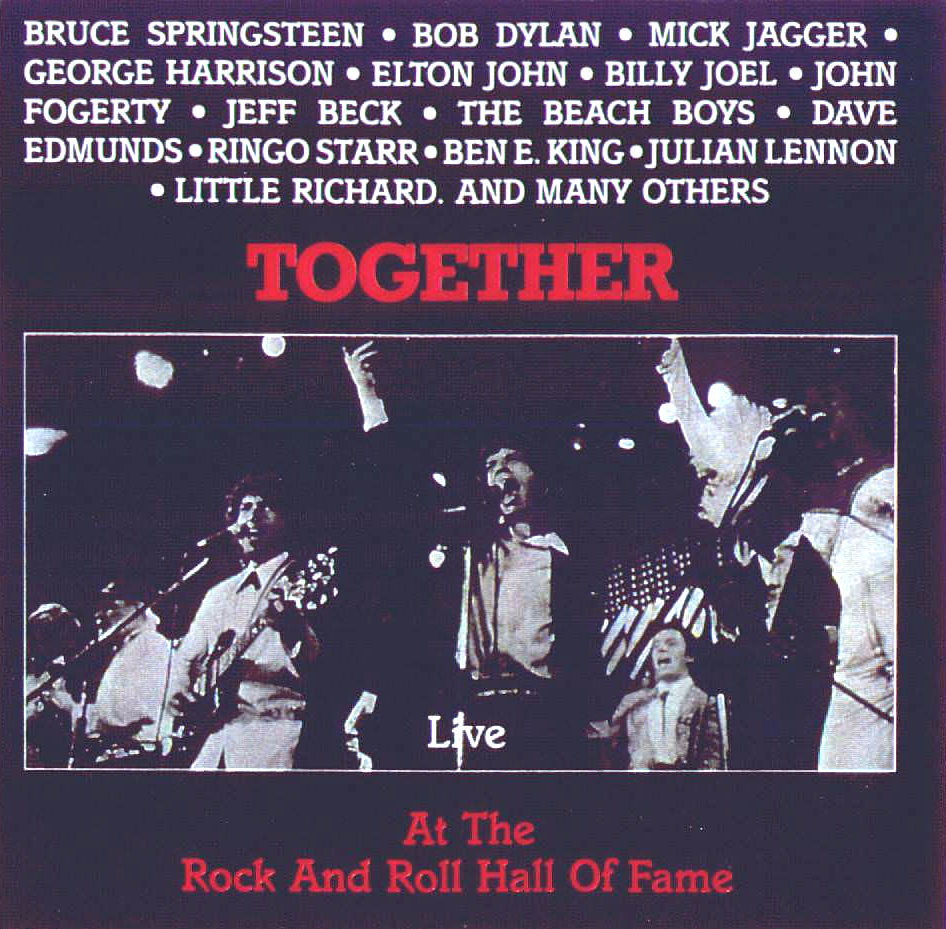 BRUCE SPRINGSTEEN • BOB DYLAN • MICK JAGGER •
GEORGE HARRISON • ELTON JOHN • BILLY JOEL • JOHN
FOGERTY • JEFF BECK • THE BEACH BOYS • DAVE
EDMUNDS • RINGO STARR • BEN E. KING • JULIAN LENNON
• LITTLE RICHARD. AND MANY OTHERS
TOGETHER
Live
At The
Rock And Roll Hall Of Fame